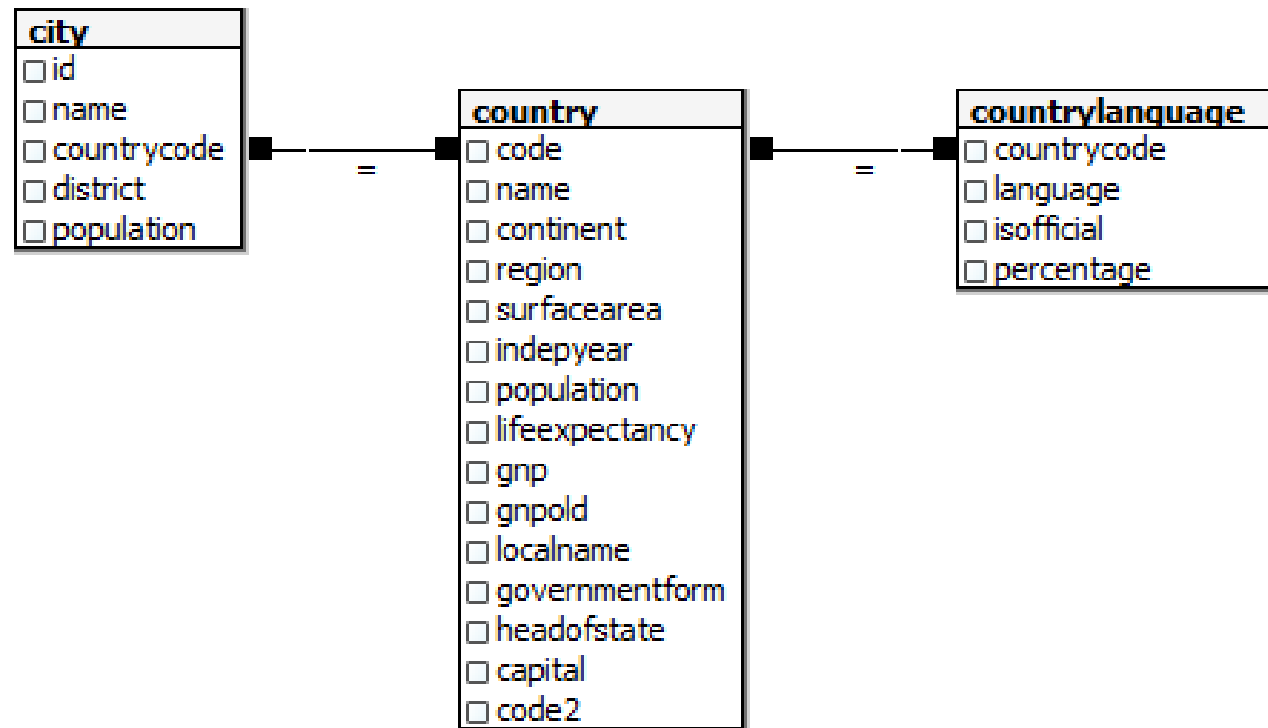 city
id
name
countrycode
district
population
=
country
code
name
continent
region
surfacearea
indepyear
population
lifeexpectancy
gnp
gnpold
localname
governmentform
headofstate
capital
code2
=
countrylanguage
countrycode
language
isofficial
percentage